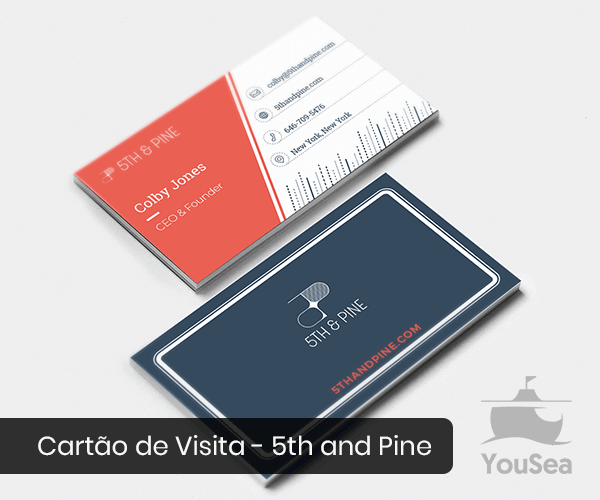 colby@5thandpine.com
5thandpine.com
646-709-5476
New York, New York
5TH & PINE
Colby Jones
CEO & Founder
5TH & PINE
5THANDPINE.COM
Cartão de Visita - 5th and Pine
YouSea